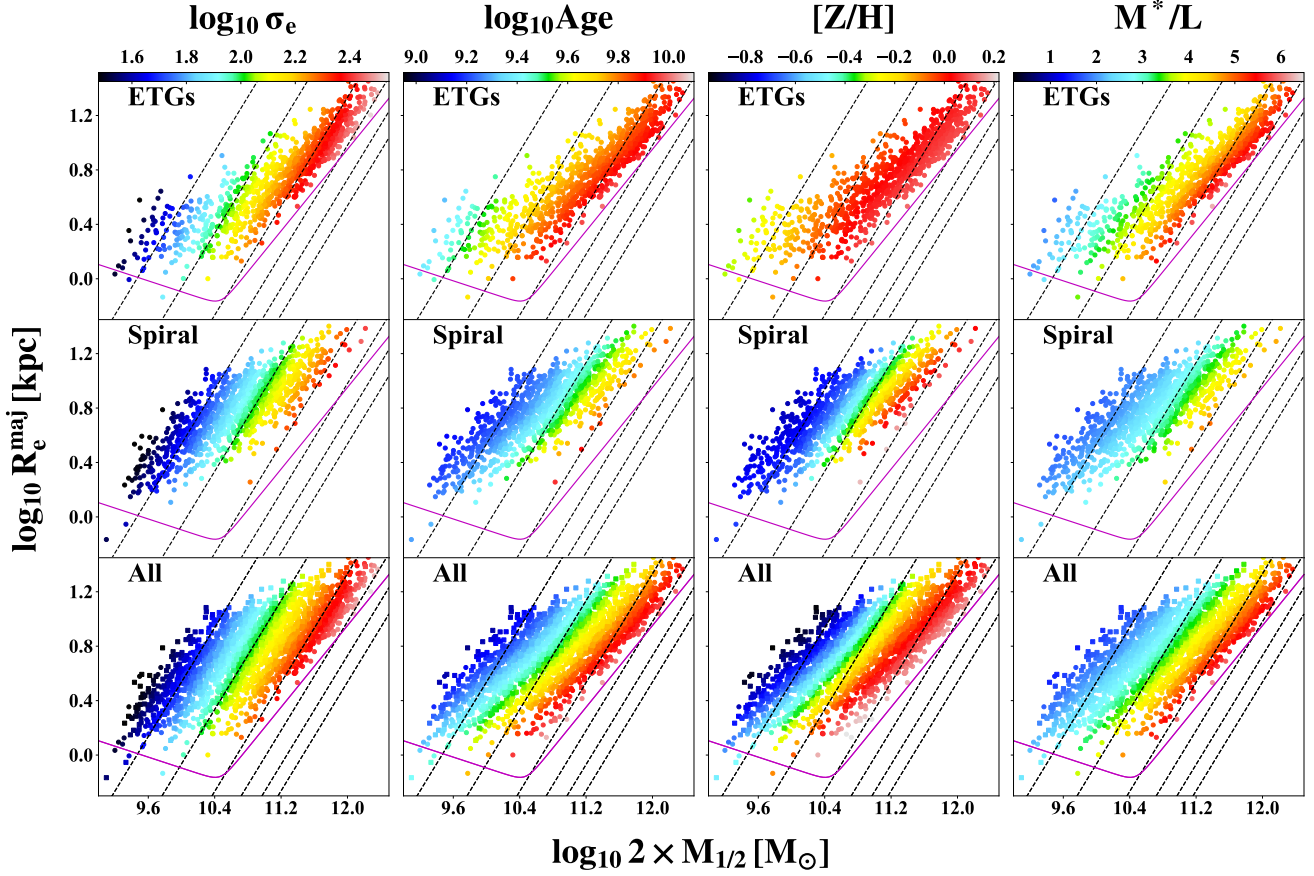 log₁₀ σₑ log₁₀Age [Z/H] M*/L
1.6 1.8 2.0 2.2 2.4 9.0 9.2 9.4 9.6 9.8 10.0 −0.8 −0.6 −0.4 −0.2 0.0 0.2 1 2 3 4 5 6
ETGs ETGs ETGs ETGs
1.2
0.8
0.4
0.0
Spiral Spiral Spiral Spiral
1.2
0.8
0.4
0.0
log₁₀ Rₑᵐᵃʲ [kpc]
All All All All
1.2
0.8
0.4
0.0
9.6 10.4 11.2 12.0 9.6 10.4 11.2 12.0 9.6 10.4 11.2 12.0 9.6 10.4 11.2 12.0
log₁₀ 2 × M₁/₂ [M⊙]